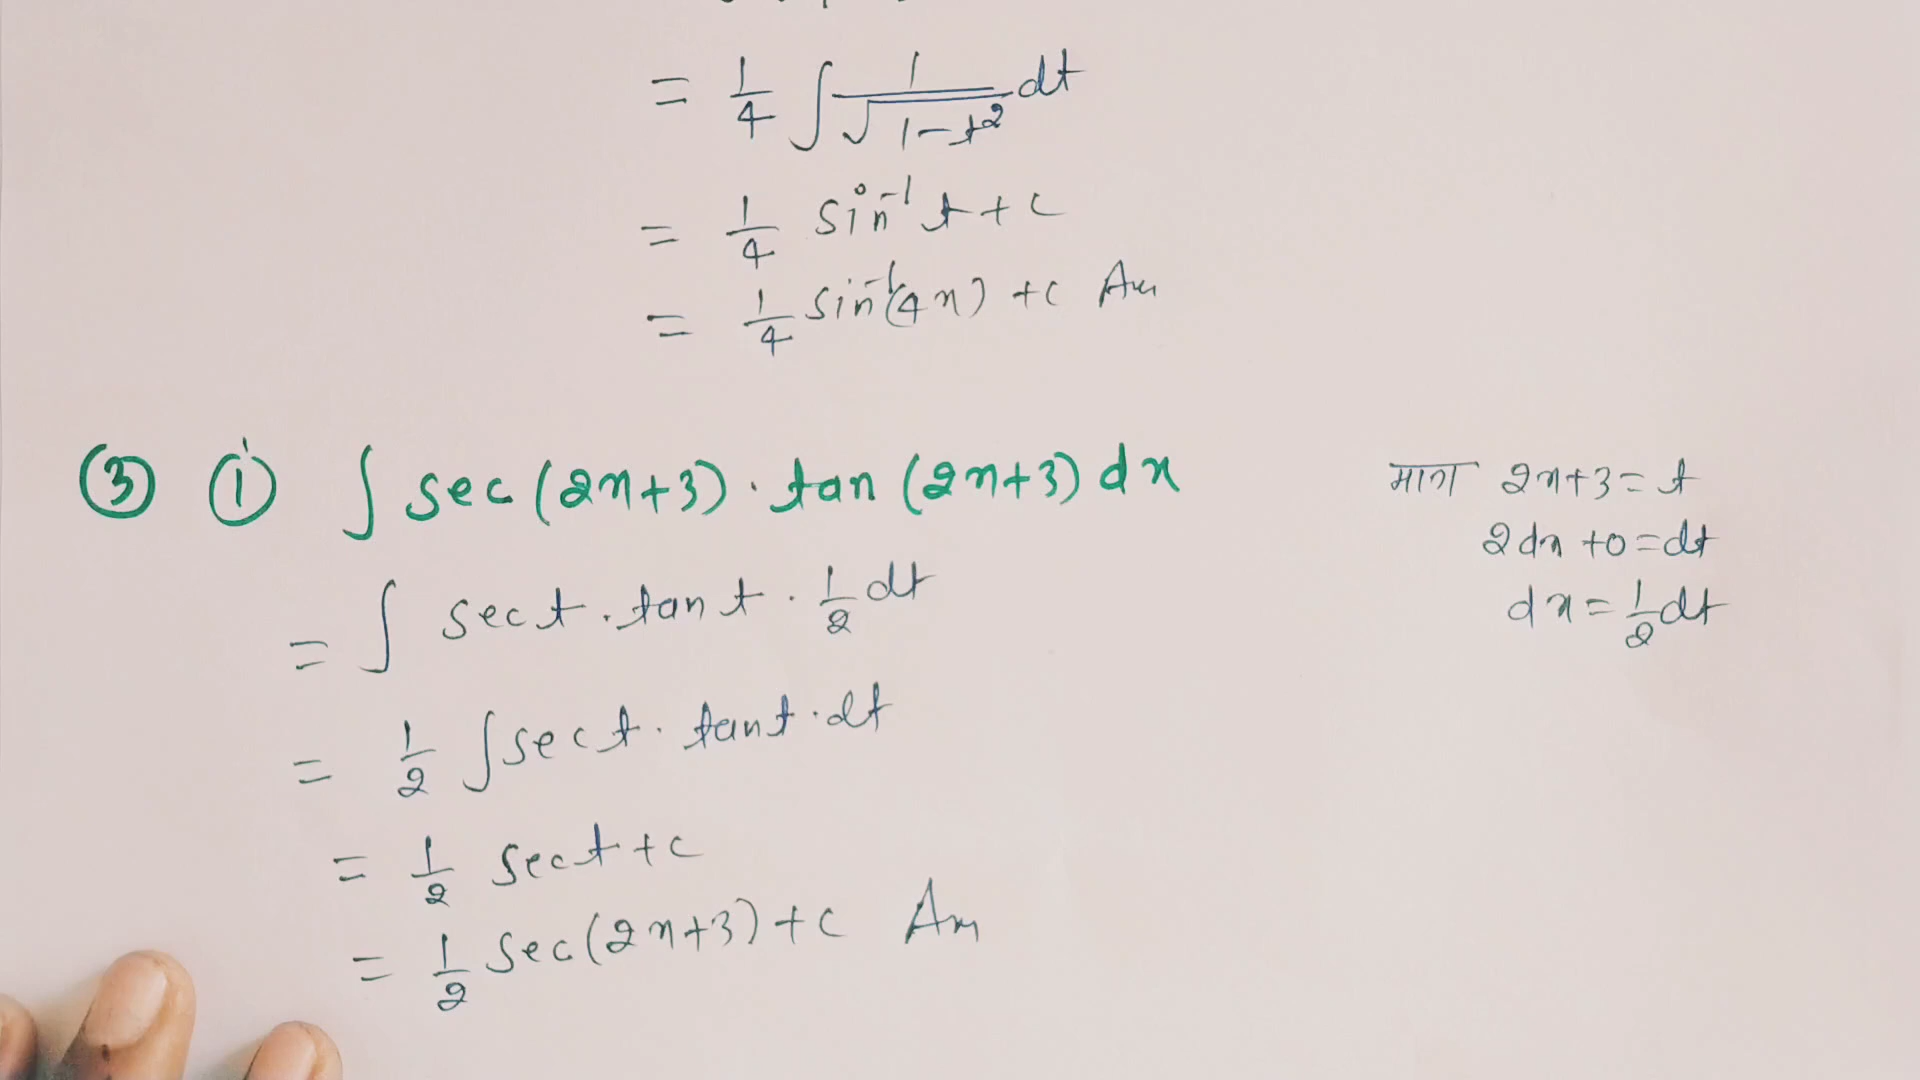 = 1/4 ∫ 1/√(1-t²) dt
= 1/4 sin⁻¹ t + c
= 1/4 sin⁻¹(4x) + c Ans
③ ⓘ ∫ sec(2x+3) · tan(2x+3) dx
माना 2x+3 = t
2dx + 0 = dt
dx = 1/2 dt
= ∫ sec t · tan t · 1/2 dt
= 1/2 ∫ sec t · tan t · dt
= 1/2 sec t + c
= 1/2 sec(2x+3) + c Ans